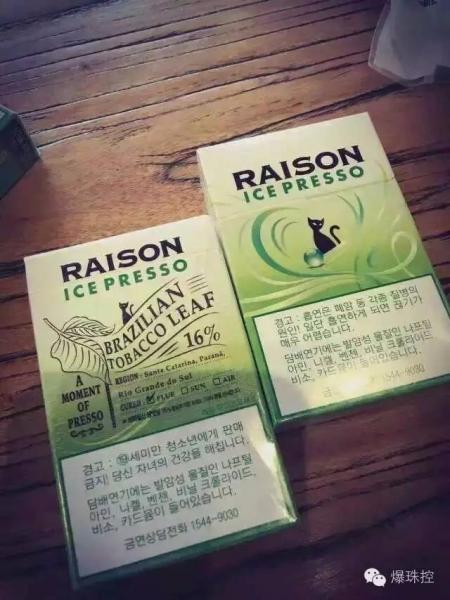 RAISON
ICE PRESSO
BRAZILIAN
TOBACCO LEAF
16%
A
MOMENT
OF
PRESSO
REGION : Santa Catarina, Paraná,
Rio Grande do Sul
CURED : FLUE SUN AIR
경고 : ⑲세미만 청소년에게 판매
금지! 당신 자녀의 건강을 해칩니다.
담배연기에는 발암성 물질인 나프틸
아민, 니켈, 벤젠, 비닐 크롤라이드,
비소, 카드뮴이 들어있습니다.
금연상담전화 1544-9030
RAISON
ICE PRESSO
경고 : 흡연은 폐암 등 각종 질병의
원인! 일단 흡연하게 되면 끊기가
매우 어렵습니다.
담배연기에는 발암성 물질인 나프틸
아민, 니켈, 벤젠, 비닐 크롤라이드
비소, 카드뮴이 들어있습니다.
1544-9030
爆珠控